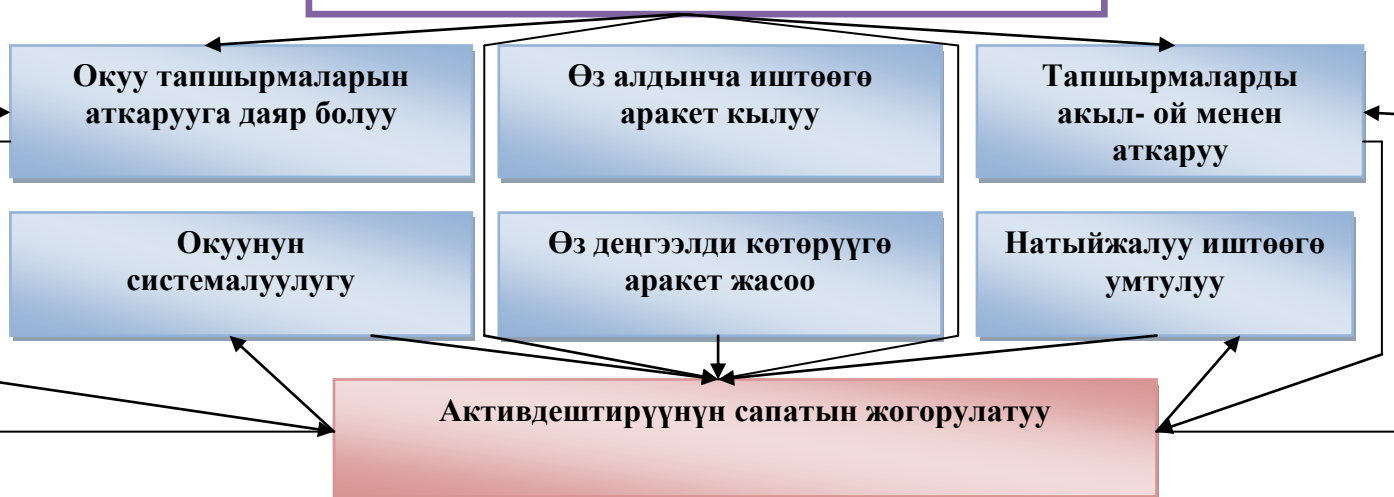 Окуу тапшырмаларын
аткарууга даяр болуу
Өз алдынча иштөөгө
аракет кылуу
Тапшырмаларды
акыл- ой менен
аткаруу
Окуунун
системалуулугу
Өз деңгээлди көтөрүүгө
аракет жасоо
Натыйжалуу иштөөгө
умтулуу
Активдештирүүнүн сапатын жогорулатуу